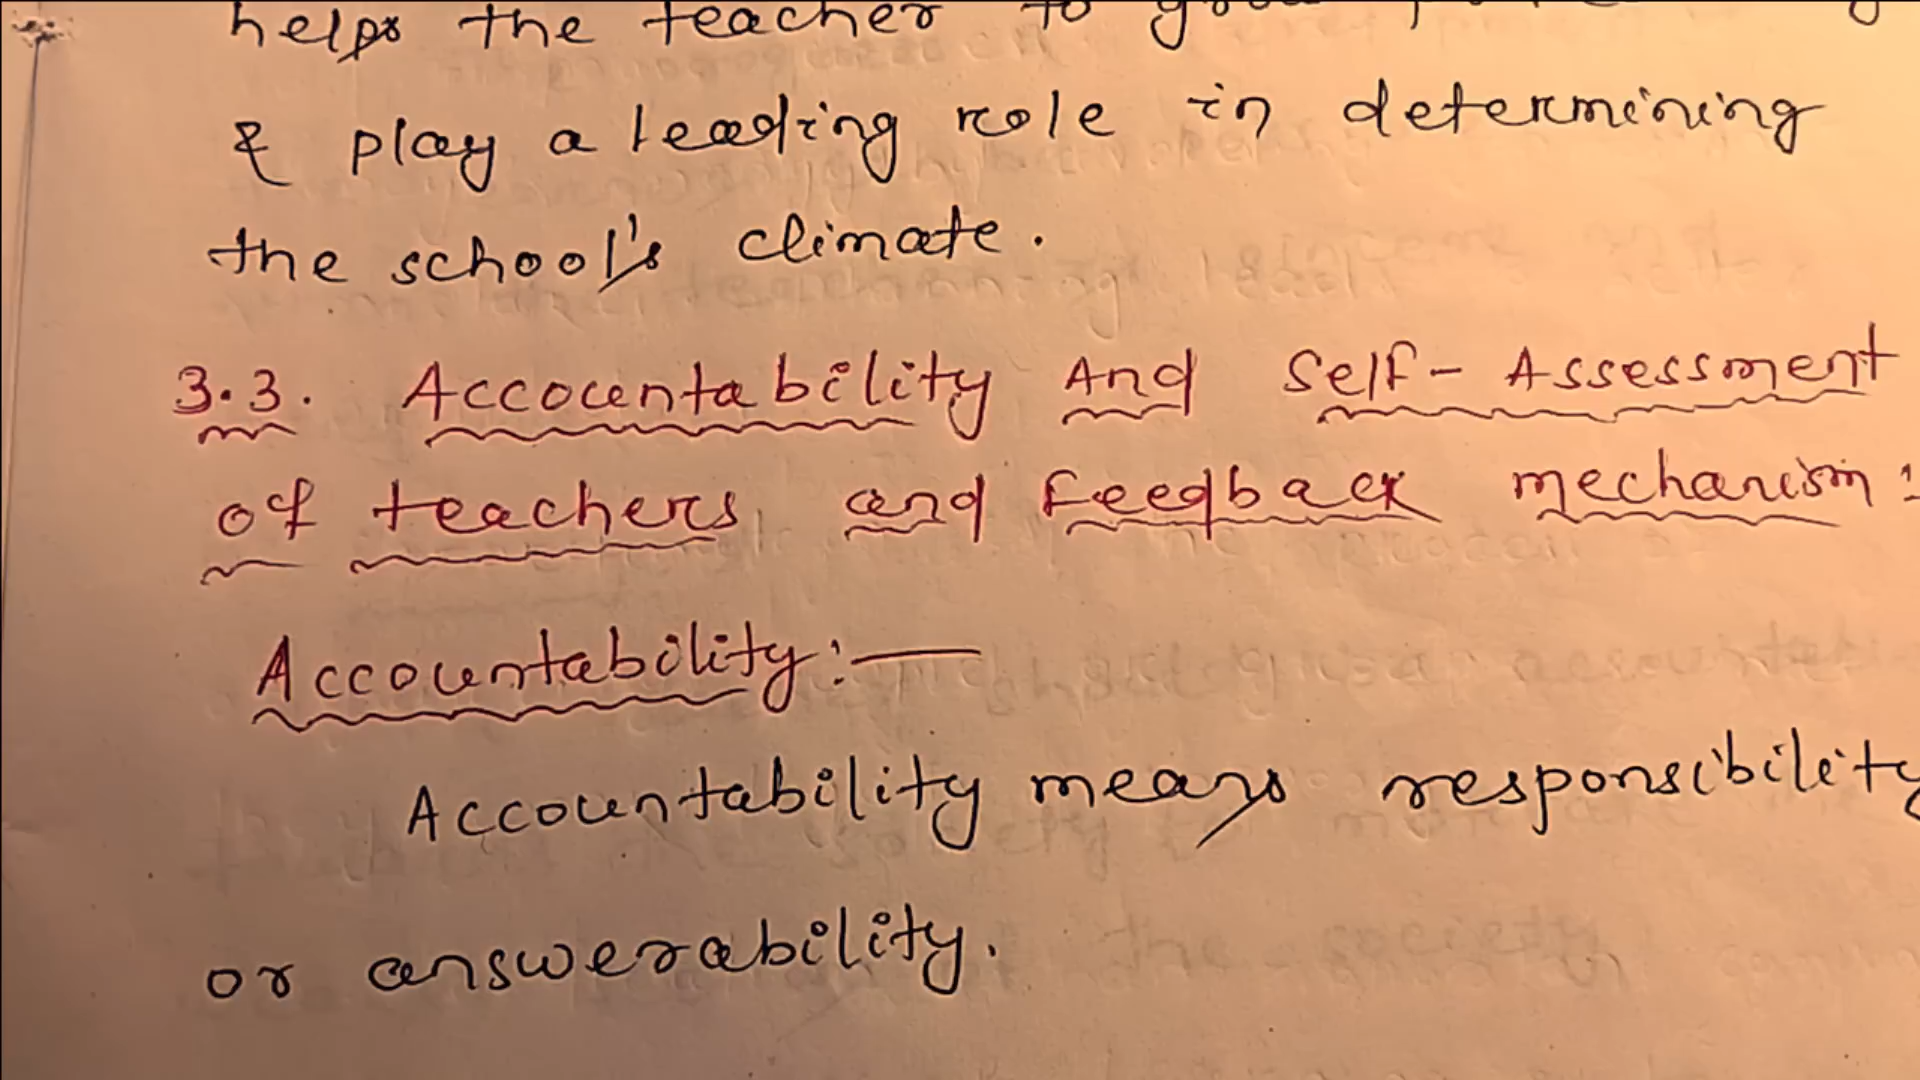 helps the teacher to
& play a leading role in determining
the school's climate.
3.3. Accountability And Self-Assessment
of teachers and Feedback mechanism:
Accountability:—
Accountability means responsibility
or answerability.